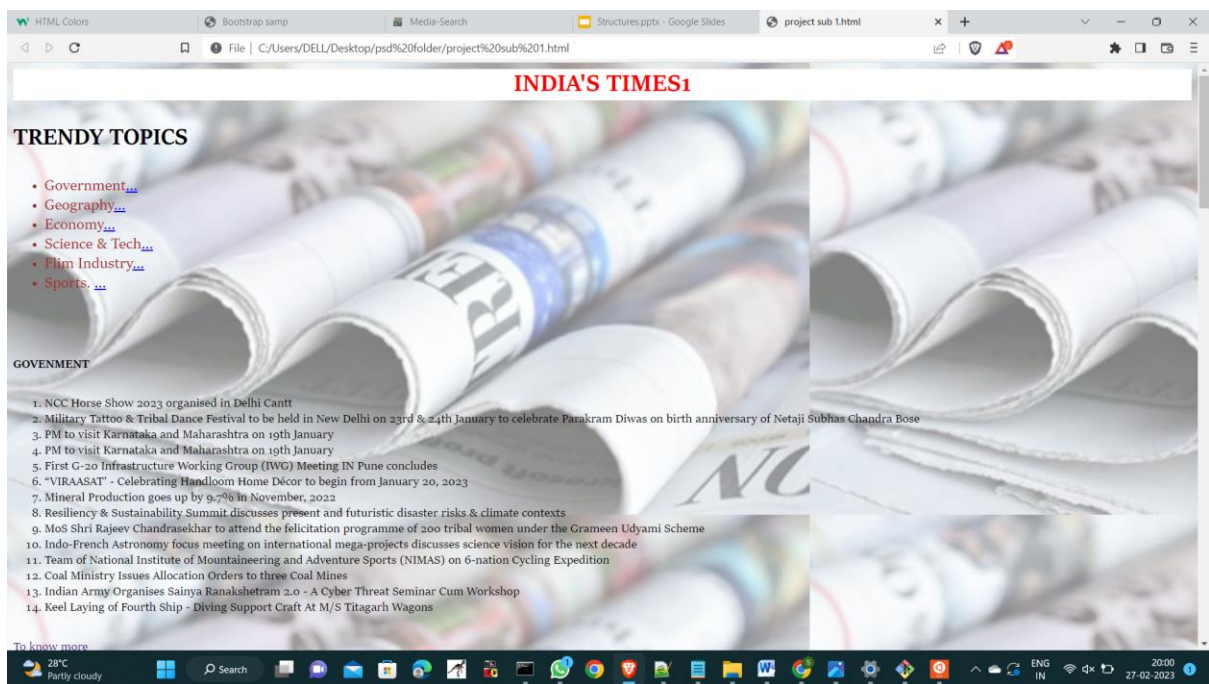 HTML Colors
Bootstrap samp
Media-Search
Structures.pptx - Google Slides
project sub 1.html
File | C:/Users/DELL/Desktop/psd%20folder/project%20sub%201.html
INDIA'S TIMES1
TRENDY TOPICS
• Government...
• Geography...
• Economy...
• Science & Tech...
• Flim Industry...
• Sports. ...
GOVENMENT
1. NCC Horse Show 2023 organised in Delhi Cantt
2. Military Tattoo & Tribal Dance Festival to be held in New Delhi on 23rd & 24th January to celebrate Parakram Diwas on birth anniversary of Netaji Subhas Chandra Bose
3. PM to visit Karnataka and Maharashtra on 19th January
4. PM to visit Karnataka and Maharashtra on 19th January
5. First G-20 Infrastructure Working Group (IWG) Meeting IN Pune concludes
6. “VIRAASAT' - Celebrating Handloom Home Décor to begin from January 20, 2023
7. Mineral Production goes up by 9.7% in November, 2022
8. Resiliency & Sustainability Summit discusses present and futuristic disaster risks & climate contexts
9. MoS Shri Rajeev Chandrasekhar to attend the felicitation programme of 200 tribal women under the Grameen Udyami Scheme
10. Indo-French Astronomy focus meeting on international mega-projects discusses science vision for the next decade
11. Team of National Institute of Mountaineering and Adventure Sports (NIMAS) on 6-nation Cycling Expedition
12. Coal Ministry Issues Allocation Orders to three Coal Mines
13. Indian Army Organises Sainya Ranakshetram 2.0 - A Cyber Threat Seminar Cum Workshop
14. Keel Laying of Fourth Ship - Diving Support Craft At M/S Titagarh Wagons
To know more
28°C
Partly cloudy
Search
ENG
IN
20:00
27-02-2023